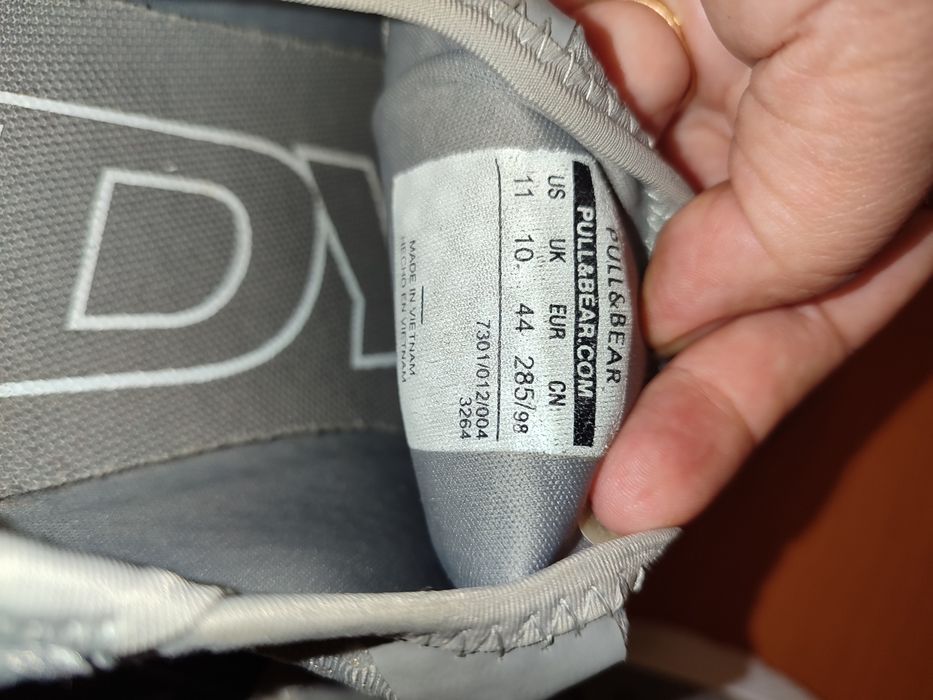 PULL&BEAR
PULL&BEAR.COM
US UK EUR CN
11 10 44 285/98
7301/012/004
3264
MADE IN VIETNAM
HECHO EN VIETNAM
DY